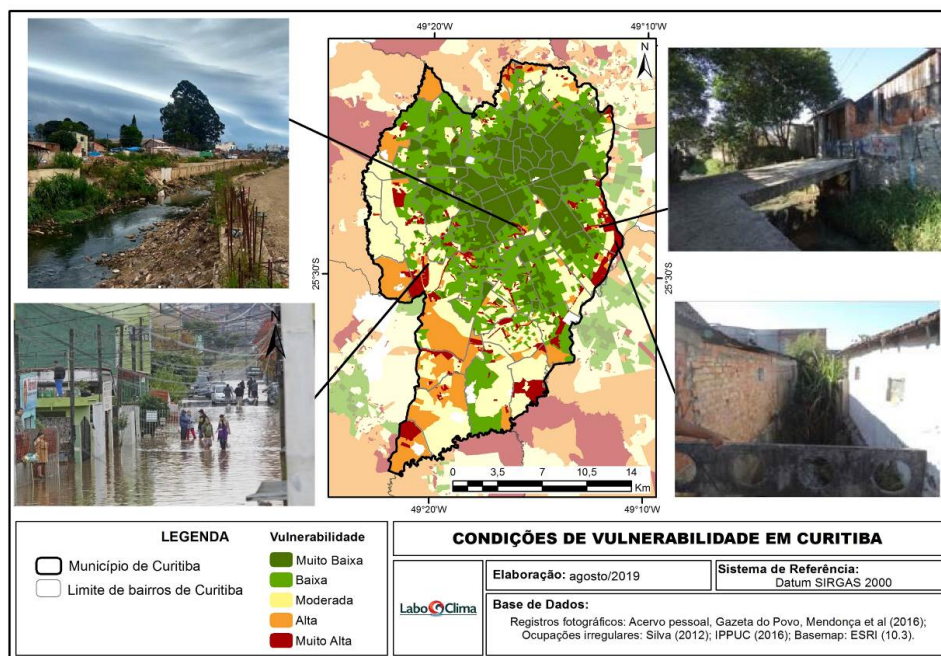 49°20'W
49°10'W
N
25°30'S
25°30'S
0 3,5 7 10,5 14
Km
49°20'W
49°10'W
LEGENDA
Município de Curitiba
Limite de bairros de Curitiba
Vulnerabilidade
Muito Baixa
Baixa
Moderada
Alta
Muito Alta
CONDIÇÕES DE VULNERABILIDADE EM CURITIBA
LaboClima
Elaboração: agosto/2019
Sistema de Referência:
Datum SIRGAS 2000
Base de Dados:
Registros fotográficos: Acervo pessoal, Gazeta do Povo, Mendonça et al (2016);
Ocupações irregulares: Silva (2012); IPPUC (2016); Basemap: ESRI (10.3).